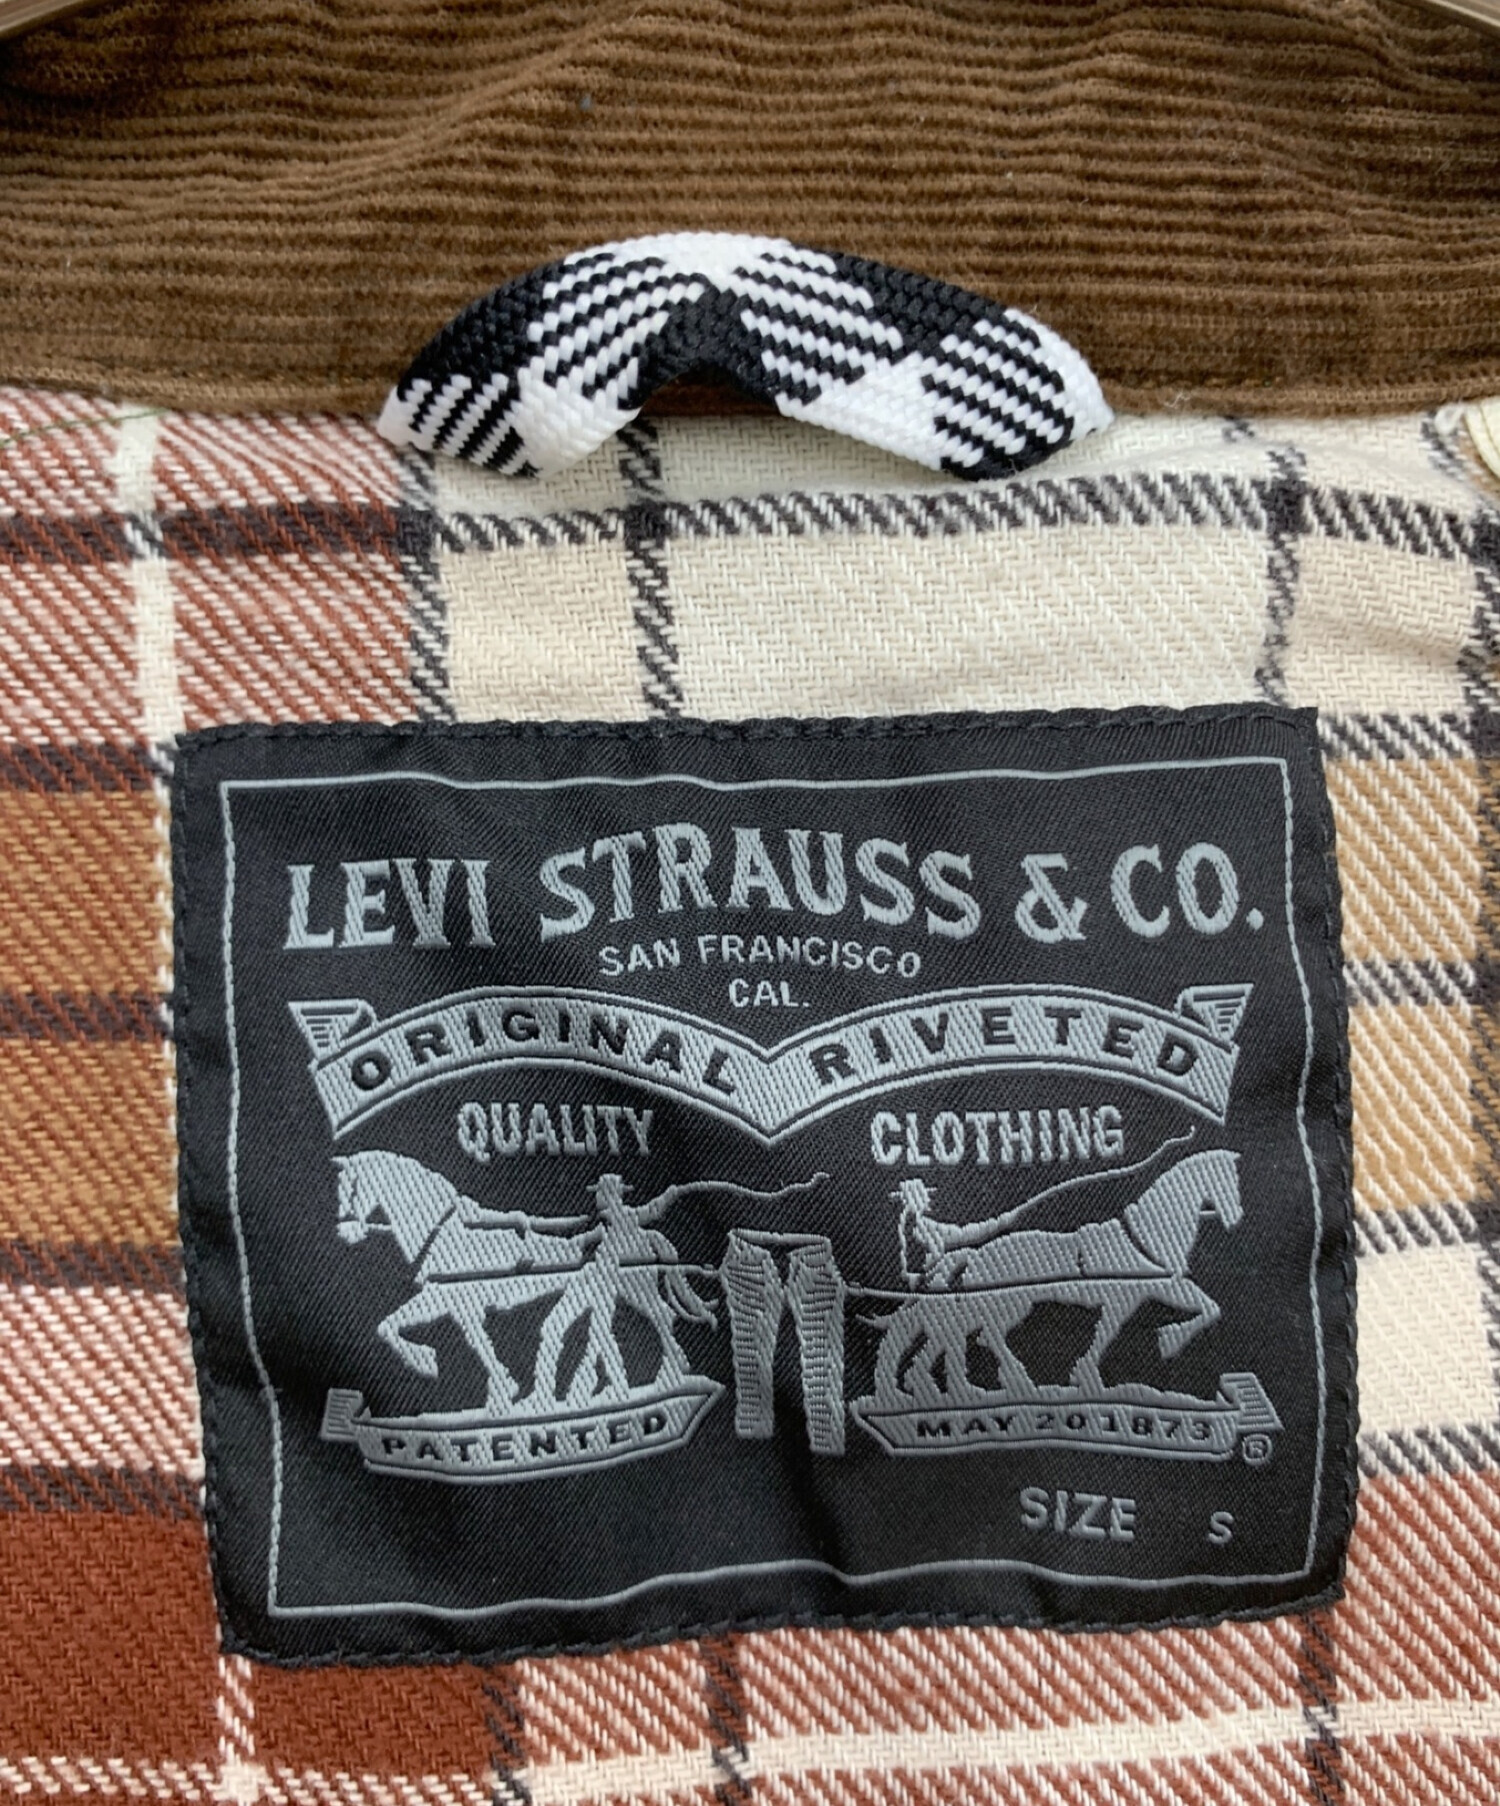 LEVI STRAUSS & CO.
SAN FRANCISCO
CAL.
ORIGINAL RIVETED
QUALITY CLOTHING
PATENTED MAY 20 1873 ®
SIZE S